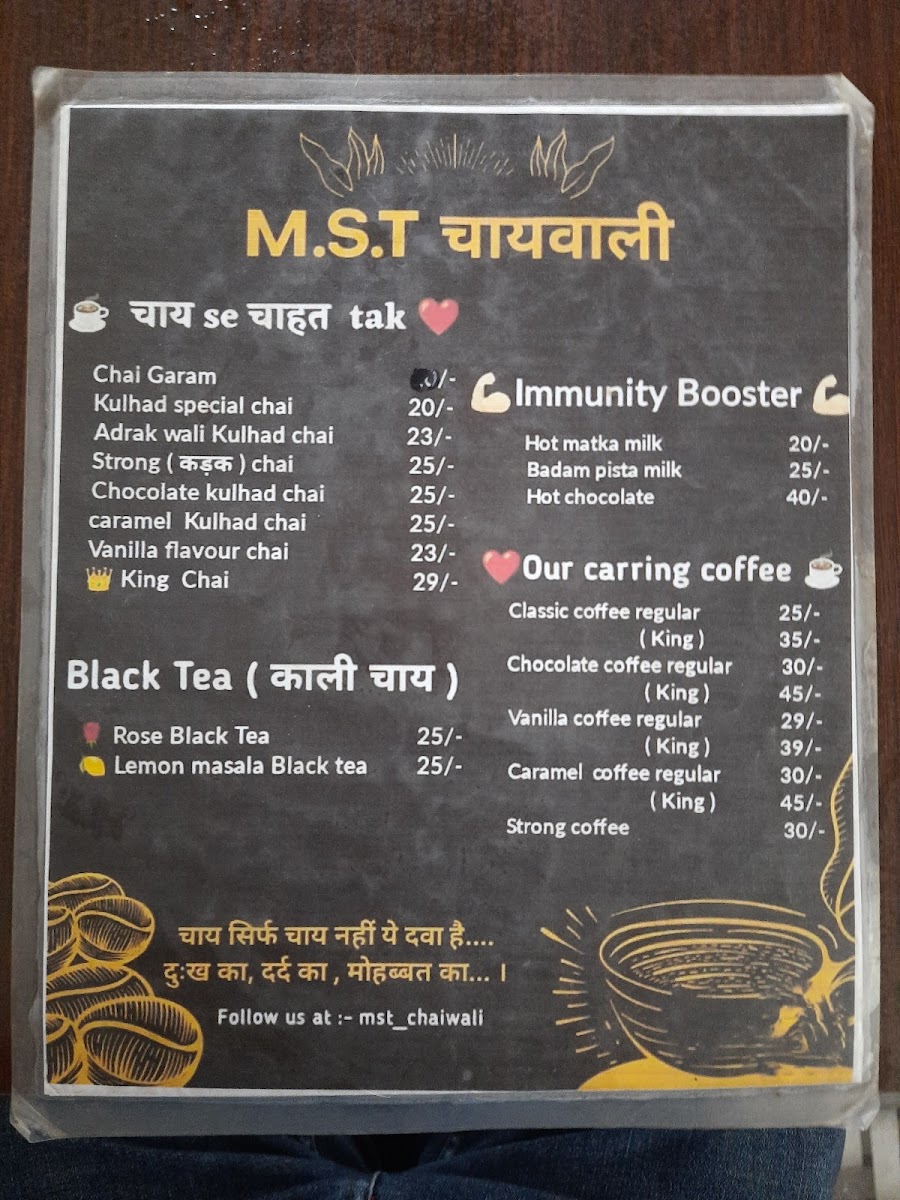 M.S.T चायवाली
चाय se चाहत tak
Chai Garam /-
Kulhad special chai 20/-
Adrak wali Kulhad chai 23/-
Strong ( कड़क ) chai 25/-
Chocolate kulhad chai 25/-
caramel Kulhad chai 25/-
Vanilla flavour chai 23/-
King Chai 29/-
Black Tea ( काली चाय )
Rose Black Tea 25/-
Lemon masala Black tea 25/-
Immunity Booster
Hot matka milk 20/-
Badam pista milk 25/-
Hot chocolate 40/-
Our carring coffee
Classic coffee regular 25/-
( King ) 35/-
Chocolate coffee regular 30/-
( King ) 45/-
Vanilla coffee regular 29/-
( King ) 39/-
Caramel coffee regular 30/-
( King ) 45/-
Strong coffee 30/-
चाय सिर्फ चाय नहीं ये दवा है....
दुःख का, दर्द का , मोहब्बत का... ।
Follow us at :- mst_chaiwali